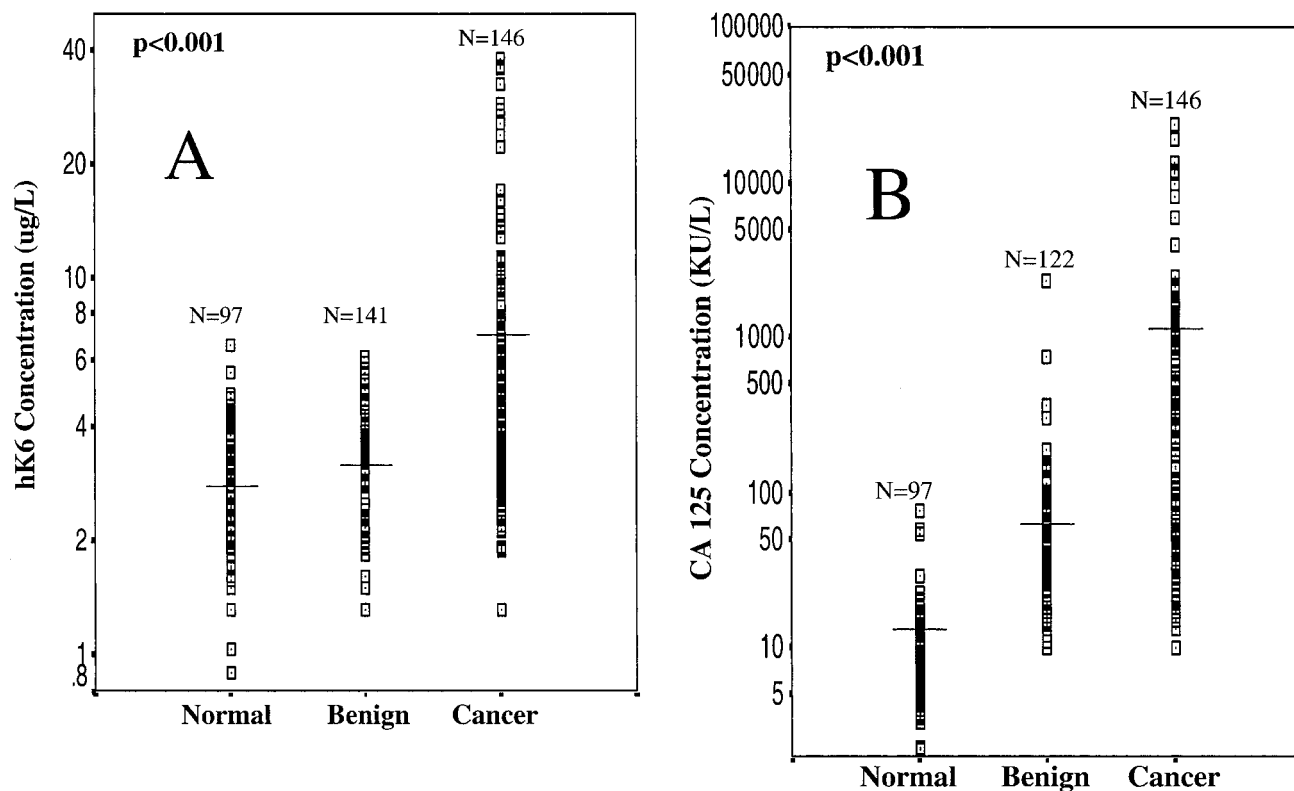 p<0.001
A
N=97
N=141
N=146
hK6 Concentration (ug/L)
40
20
10
8
6
4
2
1
.8
Normal Benign Cancer
p<0.001
B
N=97
N=122
N=146
CA 125 Concentration (KU/L)
100000
50000
10000
5000
1000
500
100
50
10
5
Normal Benign Cancer